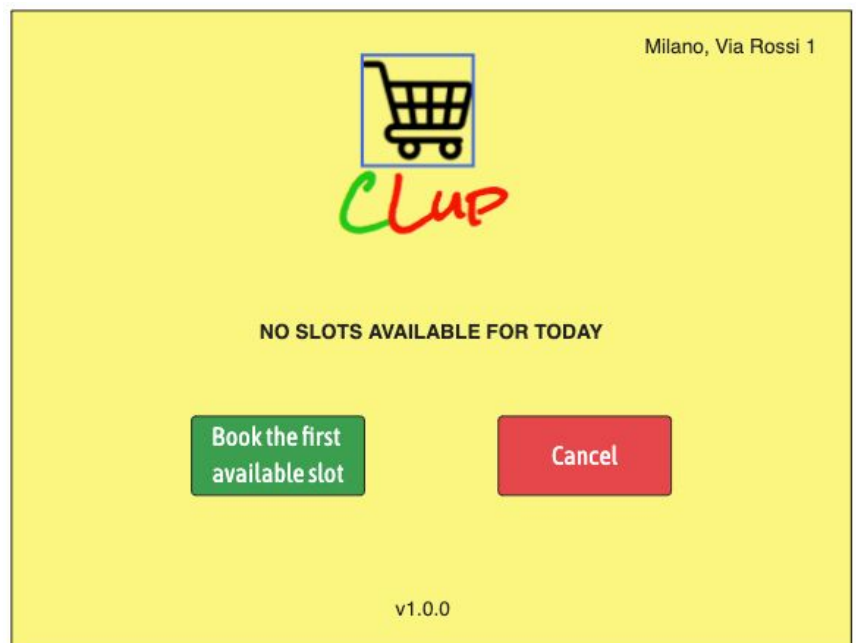 Milano, Via Rossi 1
CLup
NO SLOTS AVAILABLE FOR TODAY
Book the first
available slot
Cancel
v1.0.0